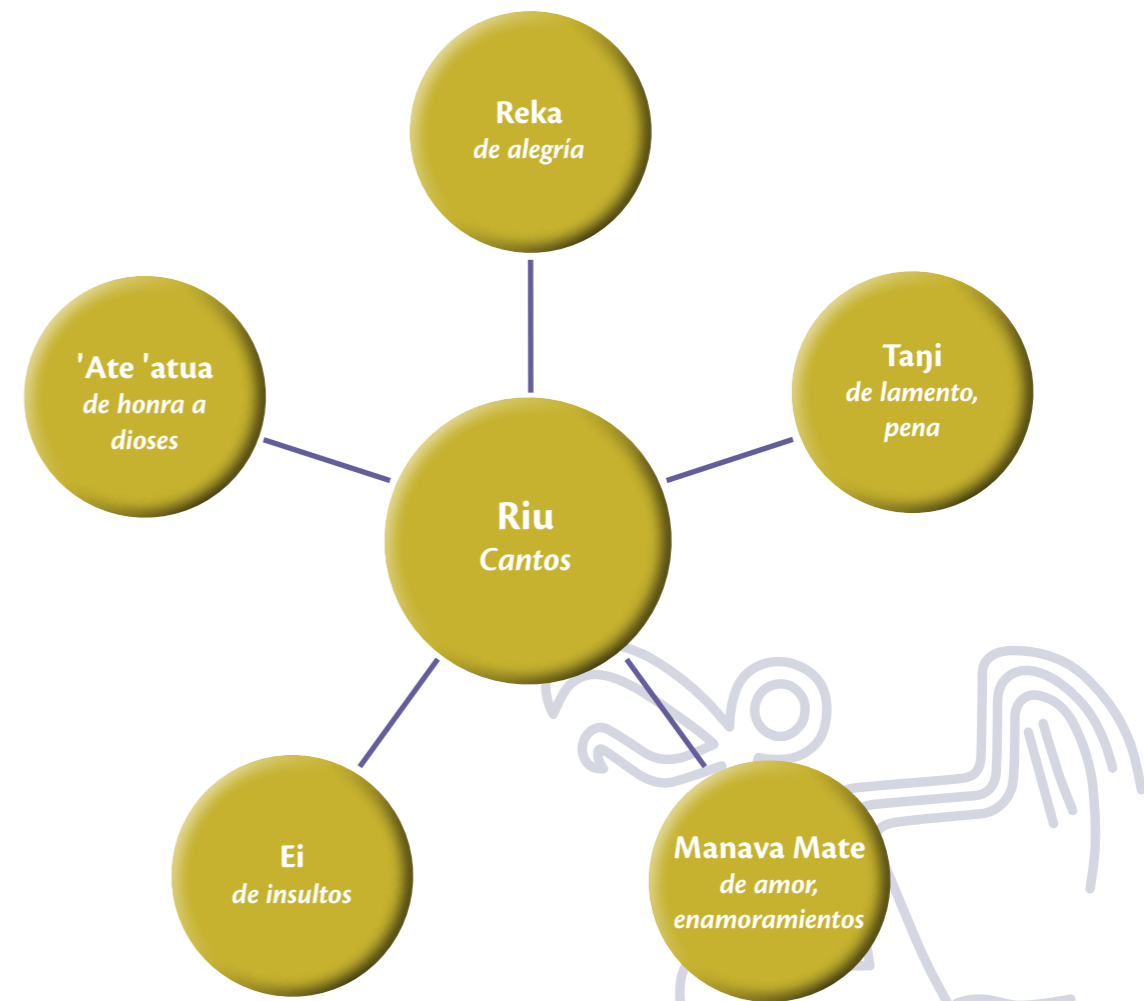 Reka
de alegría
'Ate 'atua
de honra a
dioses
Taŋi
de lamento,
pena
Riu
Cantos
Ei
de insultos
Manava Mate
de amor,
enamoramientos